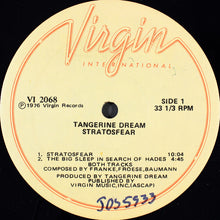 Virgin
INTERNATIONAL
VI 2068
℗1976 Virgin Records
SIDE 1
33 1/3 RPM
TANGERINE DREAM
STRATOSFEAR
1. STRATOSFEAR 10:04
2. THE BIG SLEEP IN SEARCH OF HADES 4:45
BOTH TRACKS
COMPOSED BY FRANKE, FROESE, BAUMANN
PRODUCED BY TANGERINE DREAM
PUBLISHED BY
VIRGIN MUSIC, INC. (ASCAP)